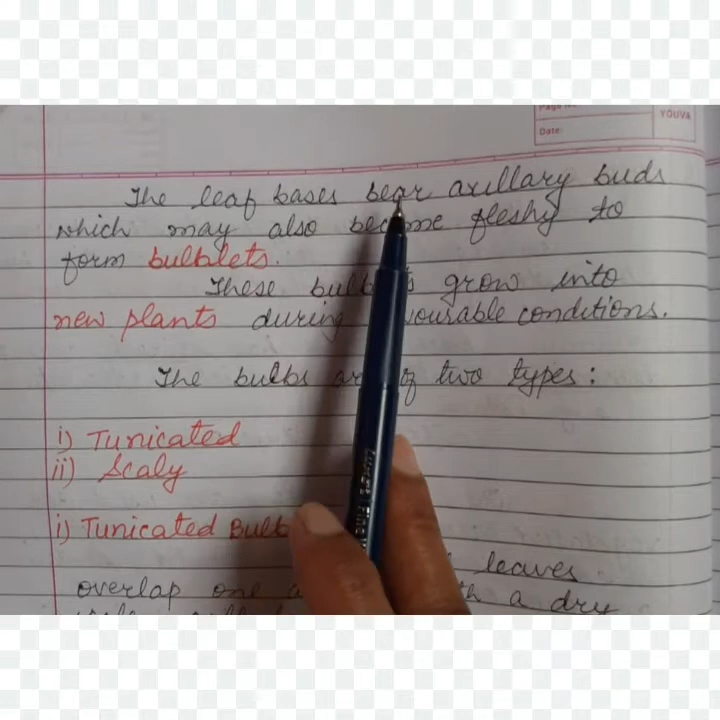 Page No.
YOUVA
Date:
The leaf bases bear axillary buds
which may also become fleshy to
form bulblets.
These grow into
new plants during conditions.
The bulbs of two types:
i) Tunicated
ii) Scaly
i) Tunicated Bulb
leaves
overlap one a dry